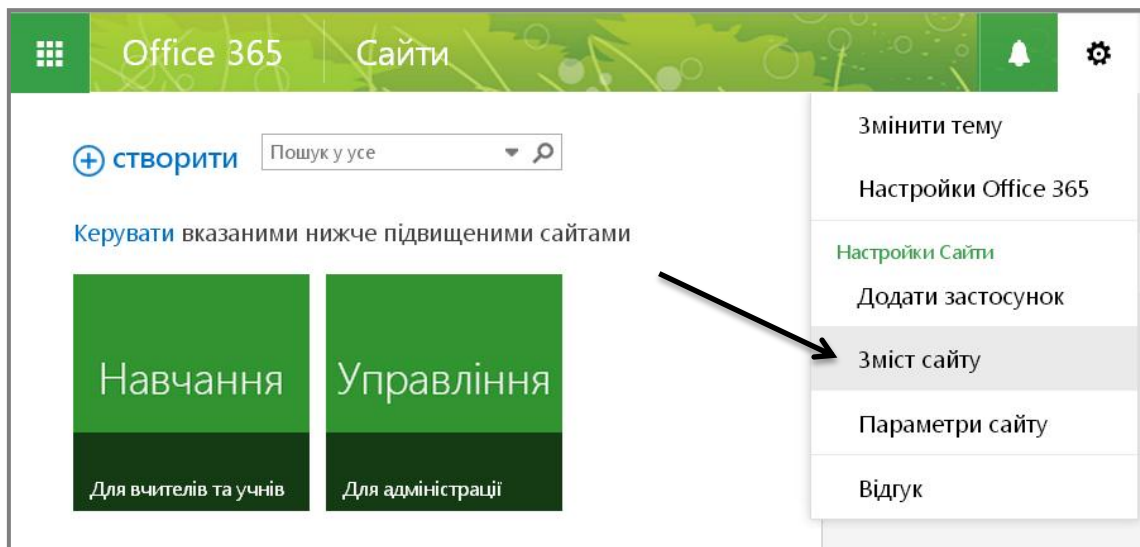 Office 365 Сайти
створити
Пошук у усе
Керувати вказаними нижче підвищеними сайтами
Навчання
Для вчителів та учнів
Управління
Для адміністрації
Змінити тему
Настройки Office 365
Настройки Сайти
Додати застосунок
Зміст сайту
Параметри сайту
Відгук